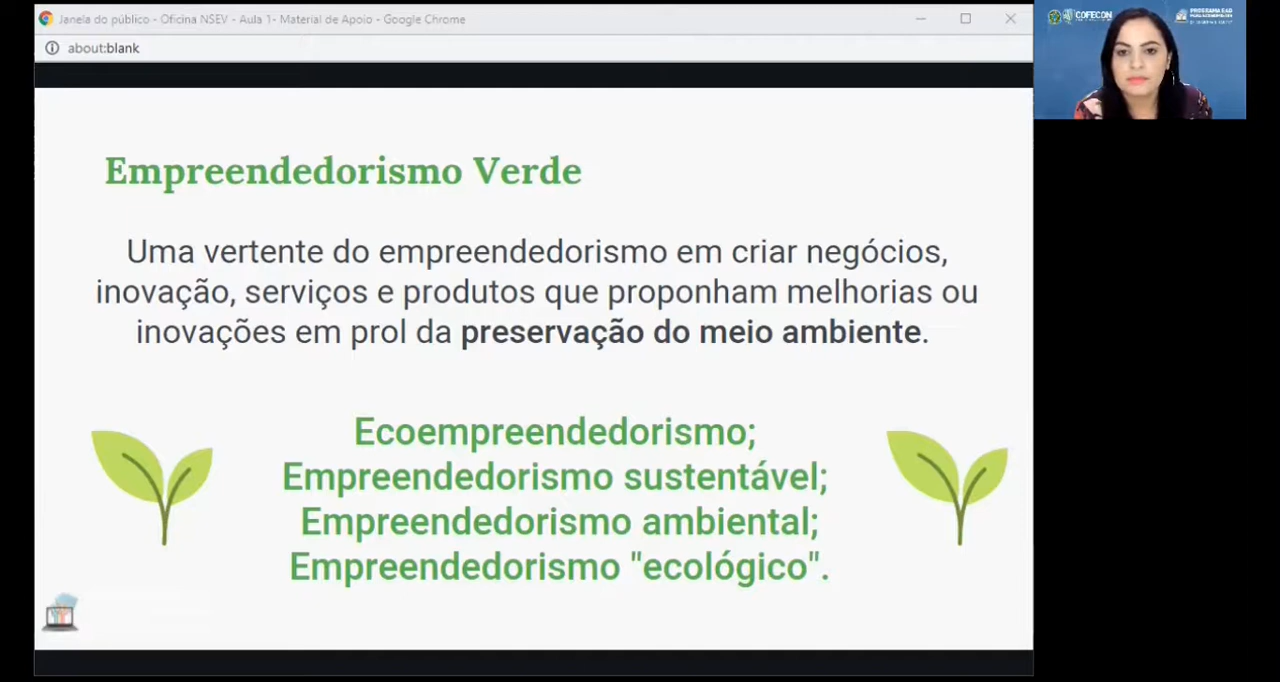 Janela do público - Oficina NSEV - Aula 1- Material de Apoio - Google Chrome
about:blank
COFECON
Empreendedorismo Verde
Uma vertente do empreendedorismo em criar negócios,
inovação, serviços e produtos que proponham melhorias ou
inovações em prol da preservação do meio ambiente.
Ecoempreendedorismo;
Empreendedorismo sustentável;
Empreendedorismo ambiental;
Empreendedorismo "ecológico".